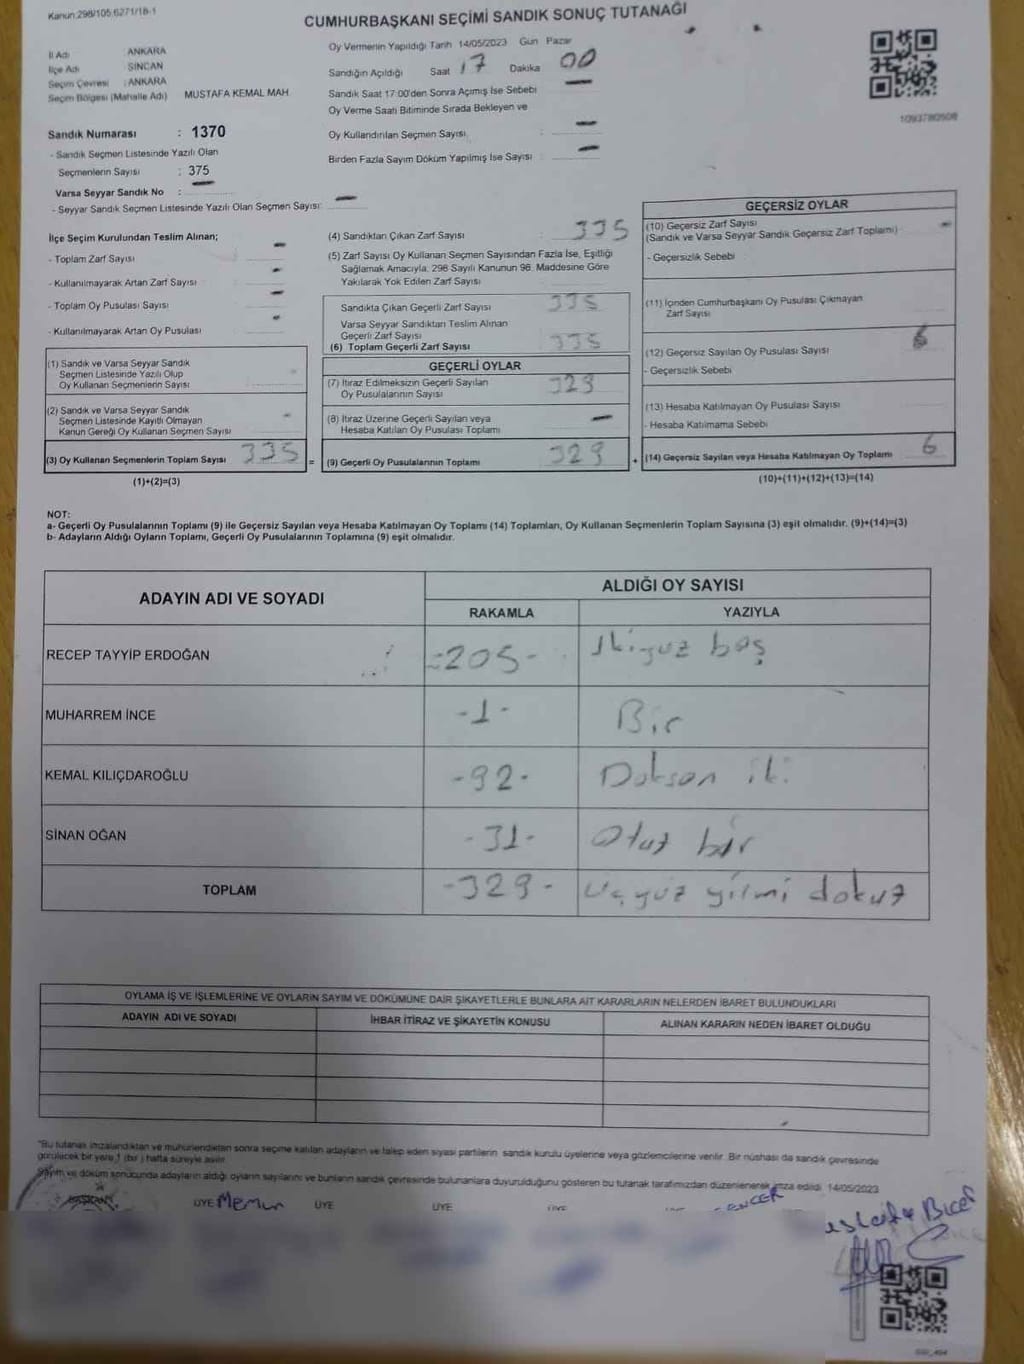 Kanun:298/105,6271/18-1
CUMHURBAŞKANI SEÇİMİ SANDIK SONUÇ TUTANAĞI
İl Adı : ANKARA
İlçe Adı : SİNCAN
Seçim Çevresi : ANKARA
Seçim Bölgesi (Mahalle Adı) MUSTAFA KEMAL MAH.
Sandık Numarası : 1370
- Sandık Seçmen Listesinde Yazılı Olan
Seçmenlerin Sayısı : 375
Varsa Seyyar Sandık No : -
- Seyyar Sandık Seçmen Listesinde Yazılı Olan Seçmen Sayısı: -
Oy Vermenin Yapıldığı Tarih 14/05/2023 Gün Pazar
Sandığın Açıldığı Saat 17 Dakika 00
Sandık Saat 17:00'den Sonra Açılmış İse Sebebi -
Oy Verme Saati Bitiminde Sırada Bekleyen ve
Oy Kullandırılan Seçmen Sayısı : -
Birden Fazla Sayım Döküm Yapılmış İse Sayısı : -
1093780508
İlçe Seçim Kurulundan Teslim Alınan;
- Toplam Zarf Sayısı -
- Kullanılmayarak Artan Zarf Sayısı -
- Toplam Oy Pusulası Sayısı -
- Kullanılmayarak Artan Oy Pusulası -
(1) Sandık ve Varsa Seyyar Sandık
Seçmen Listesinde Yazılı Olup
Oy Kullanan Seçmenlerin Sayısı
(2) Sandık ve Varsa Seyyar Sandık
Seçmen Listesinde Kayıtlı Olmayan
Kanun Gereği Oy Kullanan Seçmen Sayısı -
(3) Oy Kullanan Seçmenlerin Toplam Sayısı 335
(1)+(2)=(3)
(4) Sandıktan Çıkan Zarf Sayısı : 335
(5) Zarf Sayısı Oy Kullanan Seçmen Sayısından Fazla İse, Eşitliği
Sağlamak Amacıyla, 298 Sayılı Kanunun 98. Maddesine Göre
Yakılarak Yok Edilen Zarf Sayısı
Sandıkta Çıkan Geçerli Zarf Sayısı 335
Varsa Seyyar Sandıktan Teslim Alınan
Geçerli Zarf Sayısı
(6) Toplam Geçerli Zarf Sayısı 335
GEÇERLİ OYLAR
(7) İtiraz Edilmeksizin Geçerli Sayılan
Oy Pusulalarının Sayısı 329
(8) İtiraz Üzerine Geçerli Sayılan veya
Hesaba Katılan Oy Pusulası Toplamı -
= (9) Geçerli Oy Pusulalarının Toplamı 329
GEÇERSİZ OYLAR
(10) Geçersiz Zarf Sayısı
(Sandık ve Varsa Seyyar Sandık Geçersiz Zarf Toplamı) -
- Geçersizlik Sebebi
(11) İçinden Cumhurbaşkanı Oy Pusulası Çıkmayan
Zarf Sayısı
(12) Geçersiz Sayılan Oy Pusulası Sayısı 6
- Geçersizlik Sebebi
(13) Hesaba Katılmayan Oy Pusulası Sayısı
- Hesaba Katılmama Sebebi
+ (14) Geçersiz Sayılan veya Hesaba Katılmayan Oy Toplamı 6
(10)+(11)+(12)+(13)=(14)
NOT:
a- Geçerli Oy Pusulalarının Toplamı (9) ile Geçersiz Sayılan veya Hesaba Katılmayan Oy Toplamı (14) Toplamları, Oy Kullanan Seçmenlerin Toplam Sayısına (3) eşit olmalıdır. (9)+(14)=(3)
b- Adayların Aldığı Oyların Toplamı, Geçerli Oy Pusulalarının Toplamına (9) eşit olmalıdır.
ADAYIN ADI VE SOYADI
ALDIĞI OY SAYISI
RAKAMLA YAZIYLA
RECEP TAYYİP ERDOĞAN =205- İkiyüz beş
MUHARREM İNCE -1- Bir
KEMAL KILIÇDAROĞLU -92- Doksan iki
SİNAN OĞAN -31- Otuz bir
TOPLAM -329- Üçyüz yirmi dokuz
OYLAMA İŞ VE İŞLEMLERİNE VE OYLARIN SAYIM VE DÖKÜMÜNE DAİR ŞİKAYETLERLE BUNLARA AİT KARARLARIN NELERDEN İBARET BULUNDUKLARI
ADAYIN ADI VE SOYADI İHBAR İTİRAZ VE ŞİKAYETİN KONUSU ALINAN KARARIN NEDEN İBARET OLDUĞU
"Bu tutanak imzalandıktan ve mühürlendikten sonra seçime katılan adayların ve talep eden siyasi partilerin sandık kurulu üyelerine veya gözlemcilerine verilir. Bir nüshası da sandık çevresinde
görülecek bir yere 1 (bir) hafta süreyle asılır.
Sayım ve döküm sonucunda adayların aldığı oyların sayılarını ve bunların sandık çevresinde bulunanlara duyurulduğunu gösteren bu tutanak tarafımızdan düzenlenerek imza edildi. 14/05/2023
BAŞKAN ÜYE Memur ÜYE ÜYE ÜYE